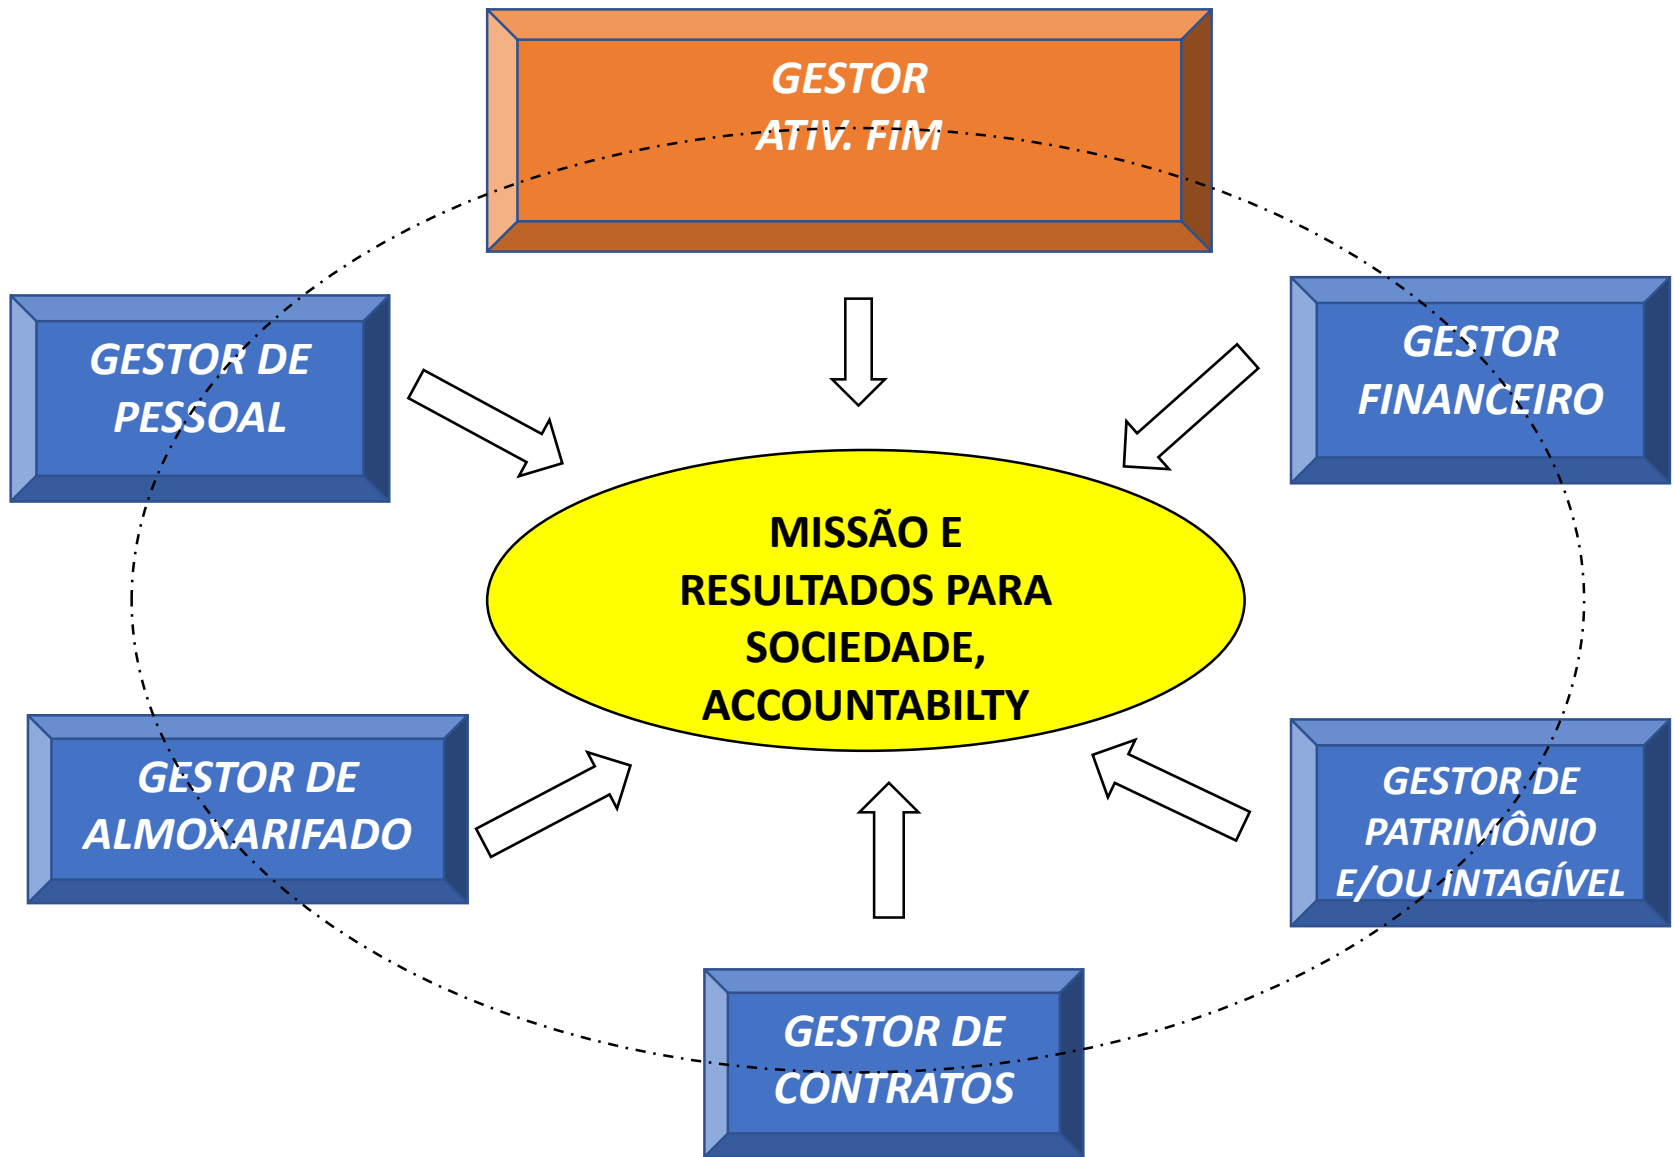 GESTOR
ATiV. FiM
GESTOR DE
PESSOAL
GESTOR
FINANCEIRO
MISSÃO E
RESULTADOS PARA
SOCIEDADE,
ACCOUNTABILTY
GESTOR DE
ALMOXARIFADO
GESTOR DE
PATRIMÔNIO
E/OU INTAGÍVEL
GESTOR DE
CONTRATOS